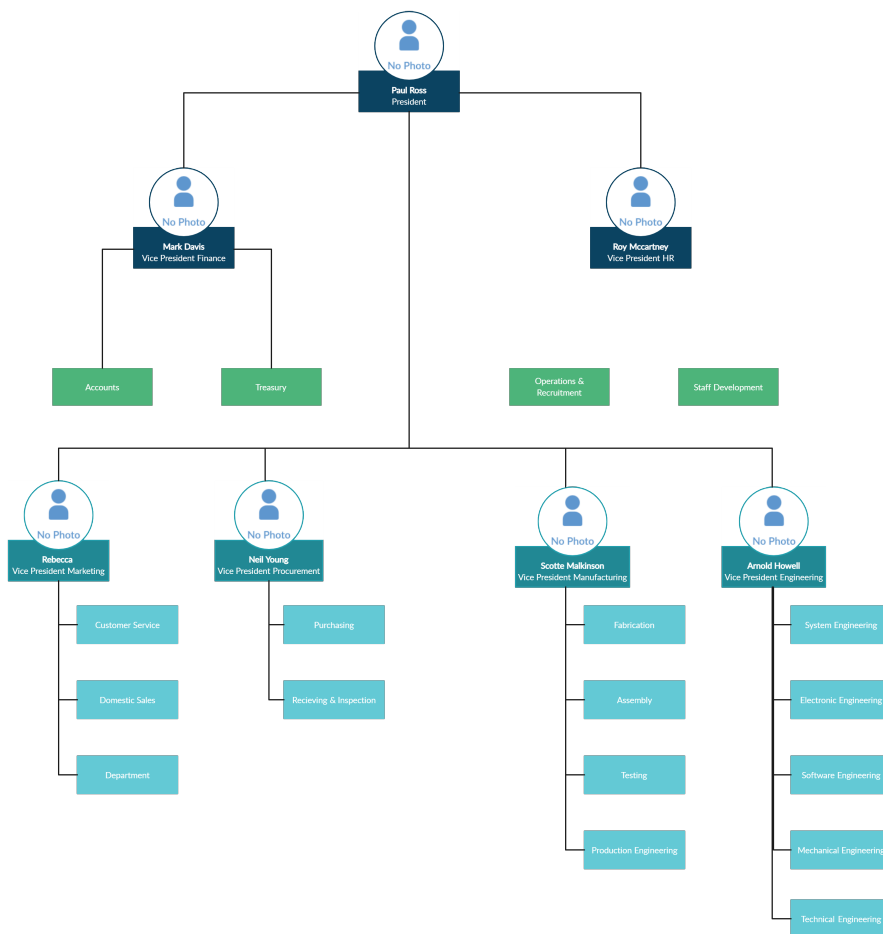 No Photo
Paul Ross
President
No Photo
Mark Davis
Vice President Finance
No Photo
Roy Mccartney
Vice President HR
Accounts
Treasury
Operations &
Recruitment
Staff Development
No Photo
Rebecca
Vice President Marketing
No Photo
Neil Young
Vice President Procurement
No Photo
Scotte Malkinson
Vice President Manufacturing
No Photo
Arnold Howell
Vice President Engineering
Customer Service
Domestic Sales
Department
Purchasing
Recieving & Inspection
Fabrication
Assembly
Testing
Production Engineering
System Engineering
Electronic Engineering
Software Engineering
Mechanical Engineering
Technical Engineering